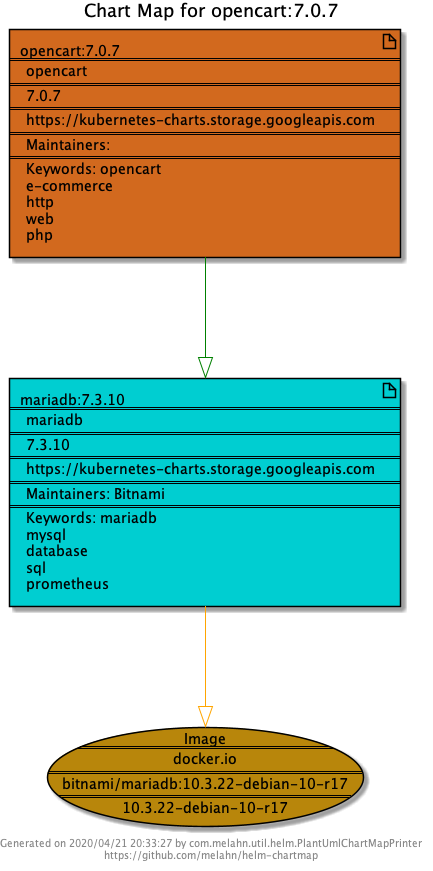 Chart Map for opencart:7.0.7
opencart:7.0.7
opencart
7.0.7
https://kubernetes-charts.storage.googleapis.com
Maintainers:
Keywords: opencart
e-commerce
http
web
php
mariadb:7.3.10
mariadb
7.3.10
https://kubernetes-charts.storage.googleapis.com
Maintainers: Bitnami
Keywords: mariadb
mysql
database
sql
prometheus
Image
docker.io
bitnami/mariadb:10.3.22-debian-10-r17
10.3.22-debian-10-r17
Generated on 2020/04/21 20:33:27 by com.melahn.util.helm.PlantUmlChartMapPrinter
https://github.com/melahn/helm-chartmap